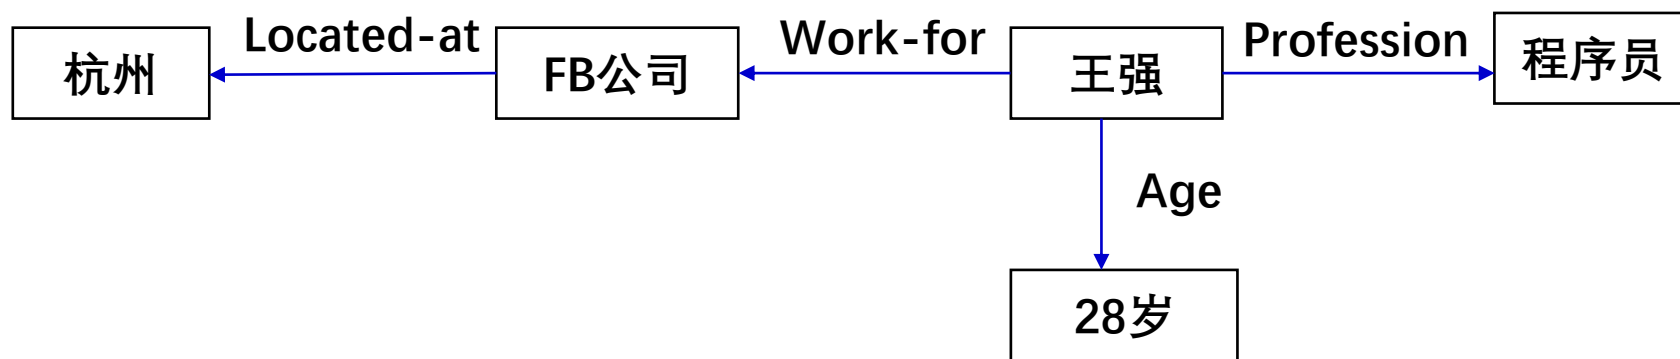 杭州
Located-at
FB公司
Work-for
王强
Profession
程序员
Age
28岁